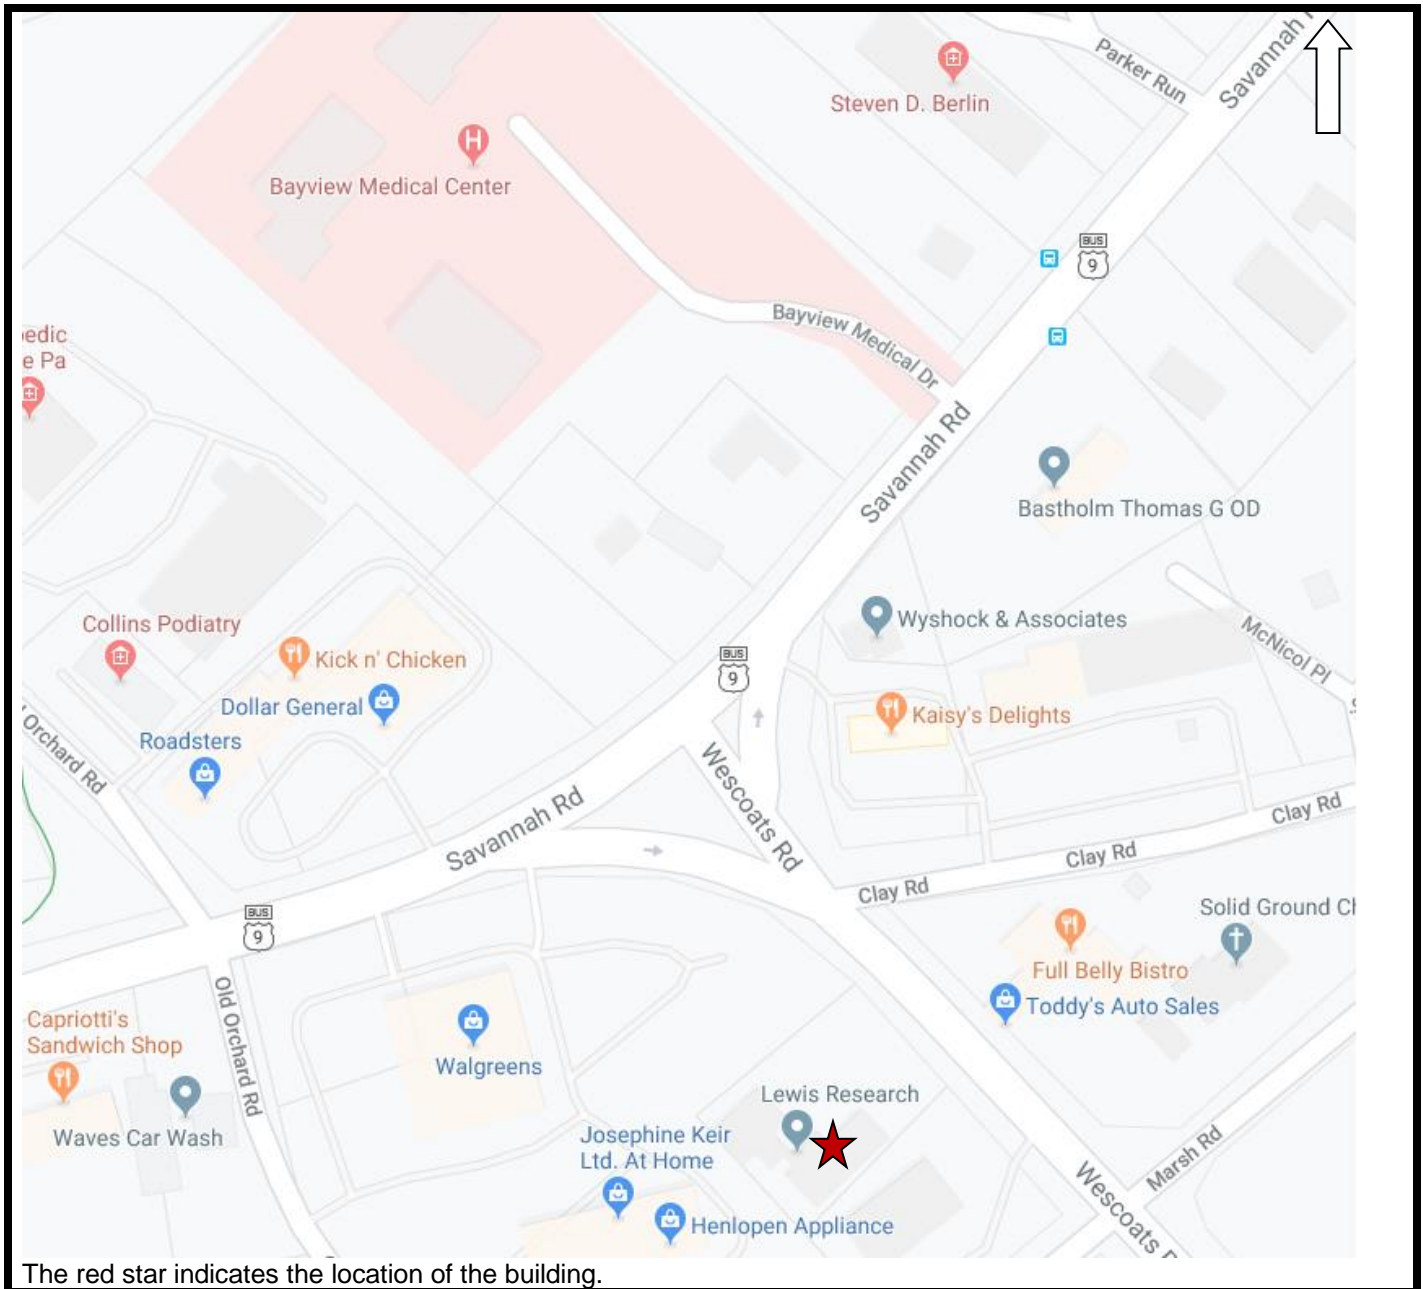 Savannah R
Parker Run
Steven D. Berlin
H
Bayview Medical Center
BUS
9
Bayview Medical Dr
edic
e Pa
Savannah Rd
Bastholm Thomas G OD
Collins Podiatry
Wyshock & Associates
McNicol Pl
Kick n' Chicken
BUS
9
Dollar General
Kaisy's Delights
Orchard Rd
Roadsters
Wescoats Rd
Savannah Rd
Clay Rd
Clay Rd
Clay Rd
BUS
9
Solid Ground Ch
Full Belly Bistro
Old Orchard Rd
Toddy's Auto Sales
Capriotti's
Sandwich Shop
Walgreens
Lewis Research
Waves Car Wash
Josephine Keir
Ltd. At Home
Marsh Rd
Henlopen Appliance
Wescoats R
The red star indicates the location of the building.